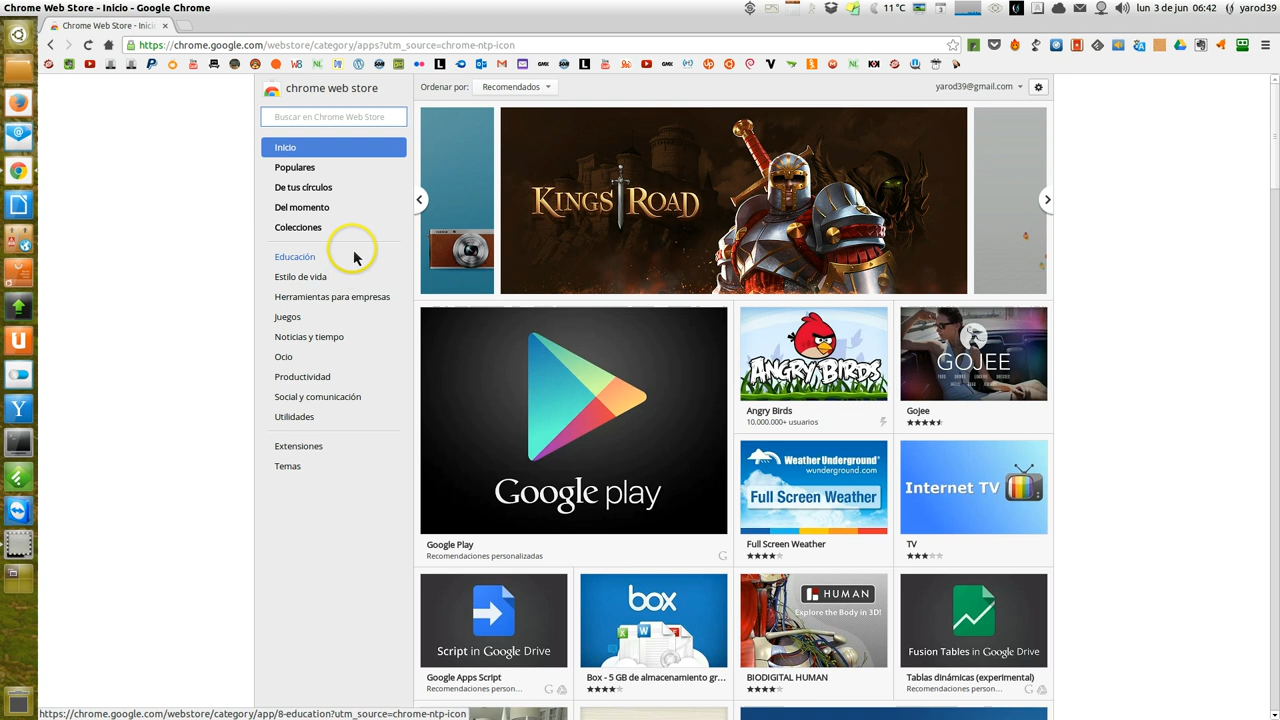 Chrome Web Store - Inicio - Google Chrome
11 °C
lun 3 de jun 06:42
yarod39
Chrome Web Store - Inicio
https://chrome.google.com/webstore/category/apps?utm_source=chrome-ntp-icon
chrome web store
Ordenar por: Recomendados
yarod39@gmail.com
Buscar en Chrome Web Store
Inicio
Populares
De tus círculos
Del momento
Colecciones
Educación
Estilo de vida
Herramientas para empresas
Juegos
Noticias y tiempo
Ocio
Productividad
Social y comunicación
Utilidades
Extensiones
Temas
KINGS ROAD
Google play
Google Play
Recomendaciones personalizadas
ANGRY BIRDS
Angry Birds
10.000.000+ usuarios
GOJEE
Gojee
Weather Underground®
wunderground.com
Full Screen Weather
Full Screen Weather
Internet TV
TV
Script in Google Drive
Google Apps Script
Recomendaciones person...
box
Box - 5 GB de almacenamiento gr...
HUMAN
Explore the Body in 3D!
BIODIGITAL HUMAN
Fusion Tables in Google Drive
Tablas dinámicas (experimental)
Recomendaciones person...
https://chrome.google.com/webstore/category/app/8-education?utm_source=chrome-ntp-icon